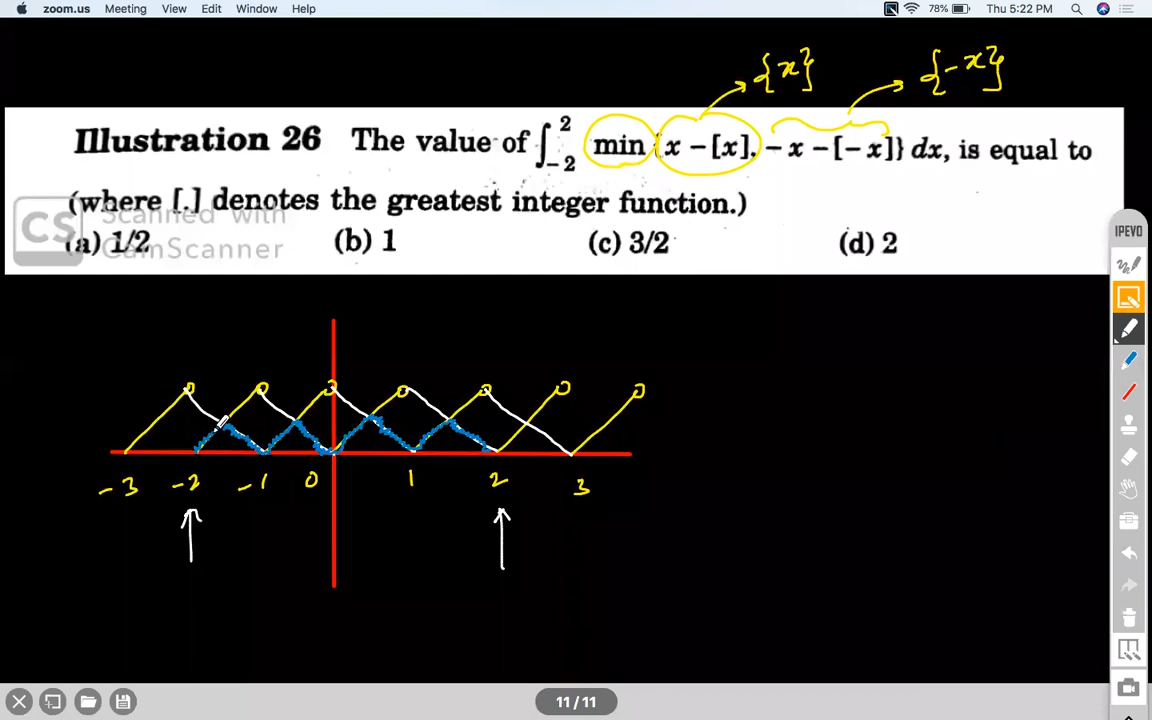 zoom.us Meeting View Edit Window Help 78% Thu 5:22 PM
{x} {-x}
Illustration 26 The value of ∫₋₂² min {x – [x], – x – [– x]} dx, is equal to
(where [.] denotes the greatest integer function.)
CS Scanned with CamScanner
(a) 1/2 (b) 1 (c) 3/2 (d) 2
IPEVO
-3 -2 -1 0 1 2 3
11 / 11